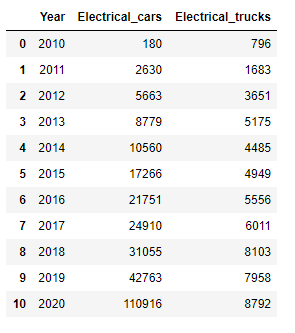 Year Electrical_cars Electrical_trucks
0 2010 180 796
1 2011 2630 1683
2 2012 5663 3651
3 2013 8779 5175
4 2014 10560 4485
5 2015 17266 4949
6 2016 21751 5556
7 2017 24910 6011
8 2018 31055 8103
9 2019 42763 7958
10 2020 110916 8792